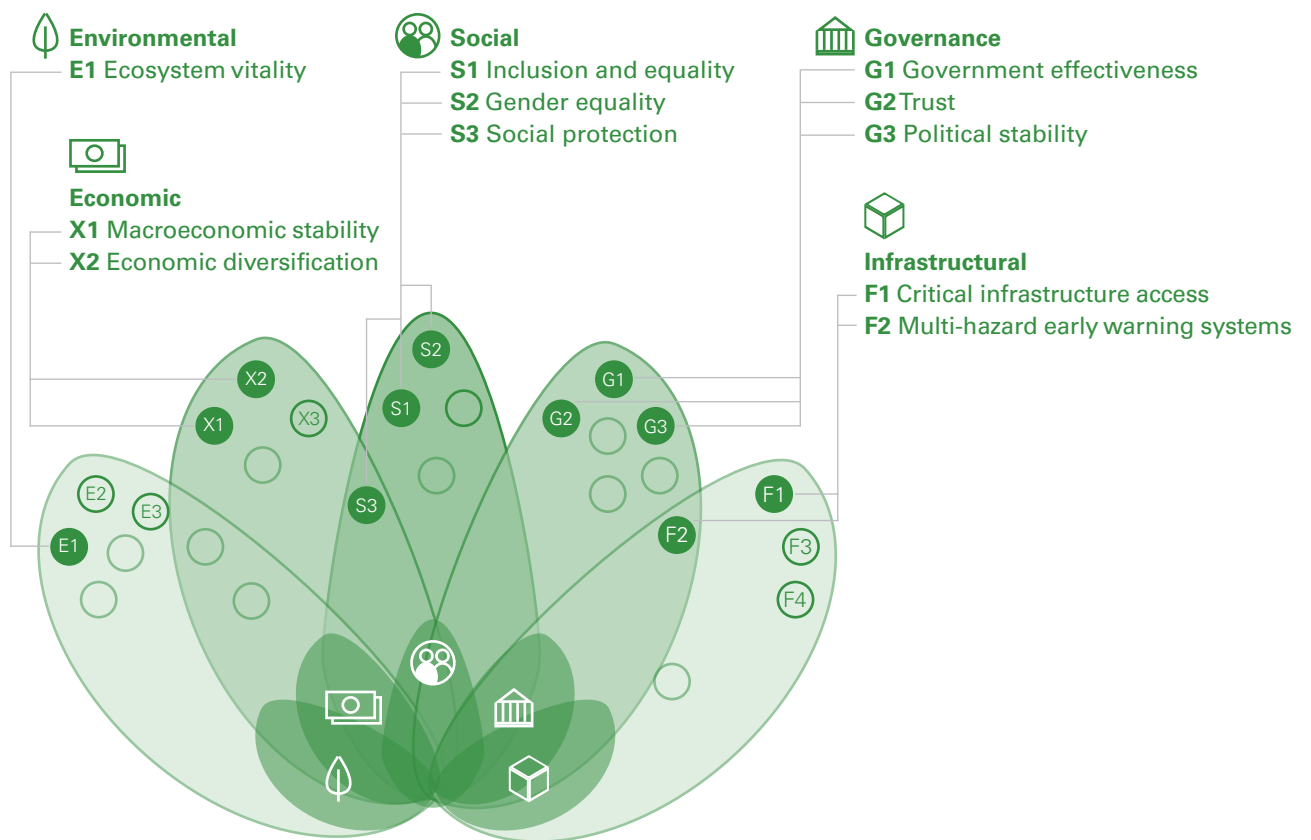 Environmental
E1 Ecosystem vitality
Economic
X1 Macroeconomic stability
X2 Economic diversification
Social
S1 Inclusion and equality
S2 Gender equality
S3 Social protection
Governance
G1 Government effectiveness
G2 Trust
G3 Political stability
Infrastructural
F1 Critical infrastructure access
F2 Multi-hazard early warning systems
S2
X2
G1
S1
X3
G2
X1
G3
E2
F1
S3
E3
F2
E1
F3
F4